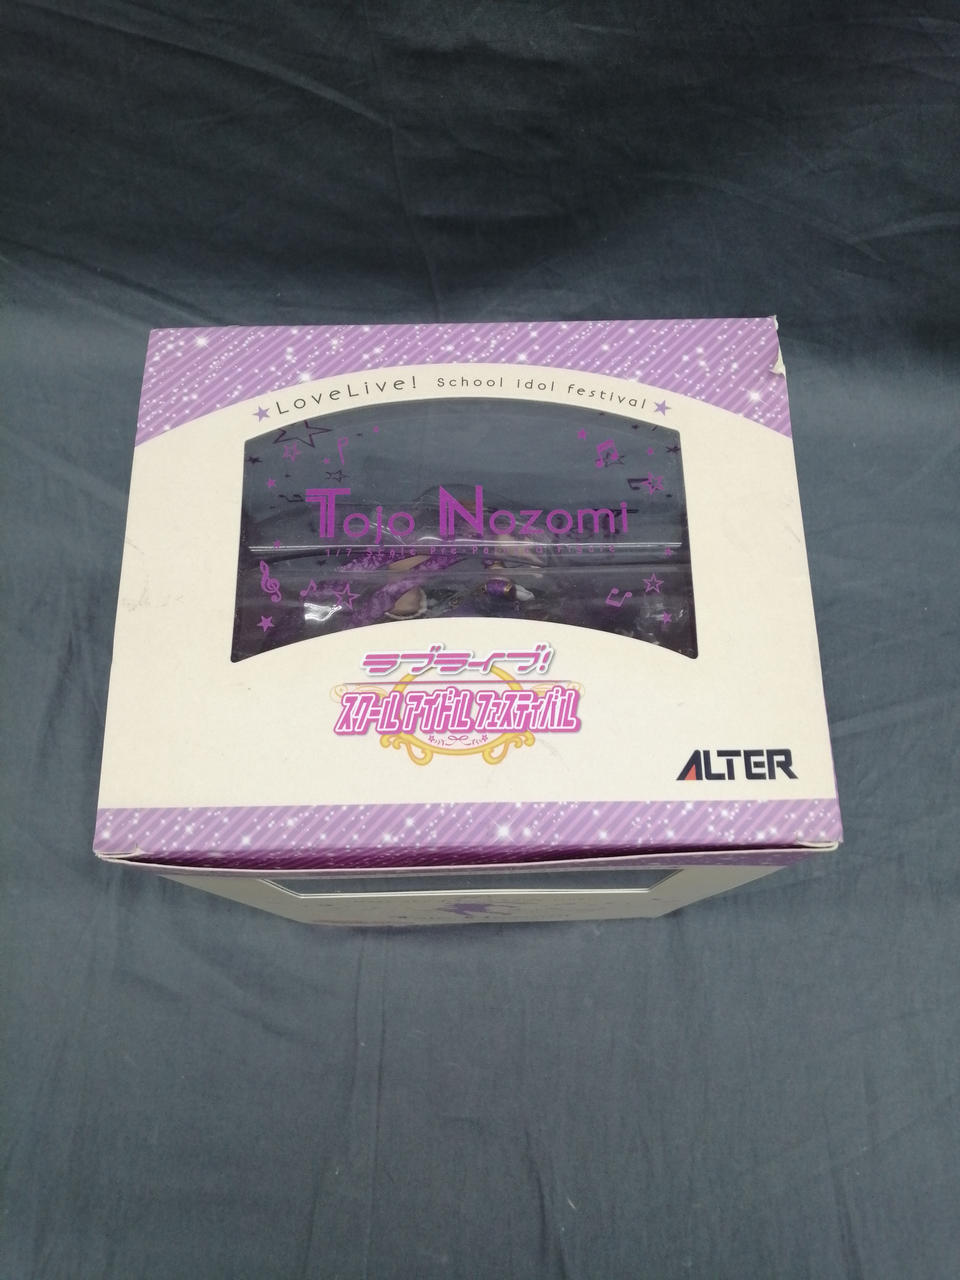 LoveLive! School idol festival
Tojo Nozomi
1/7 Scale Pre-Painted Figure
ラブライブ!
スクールアイドルフェスティバル
ALTER